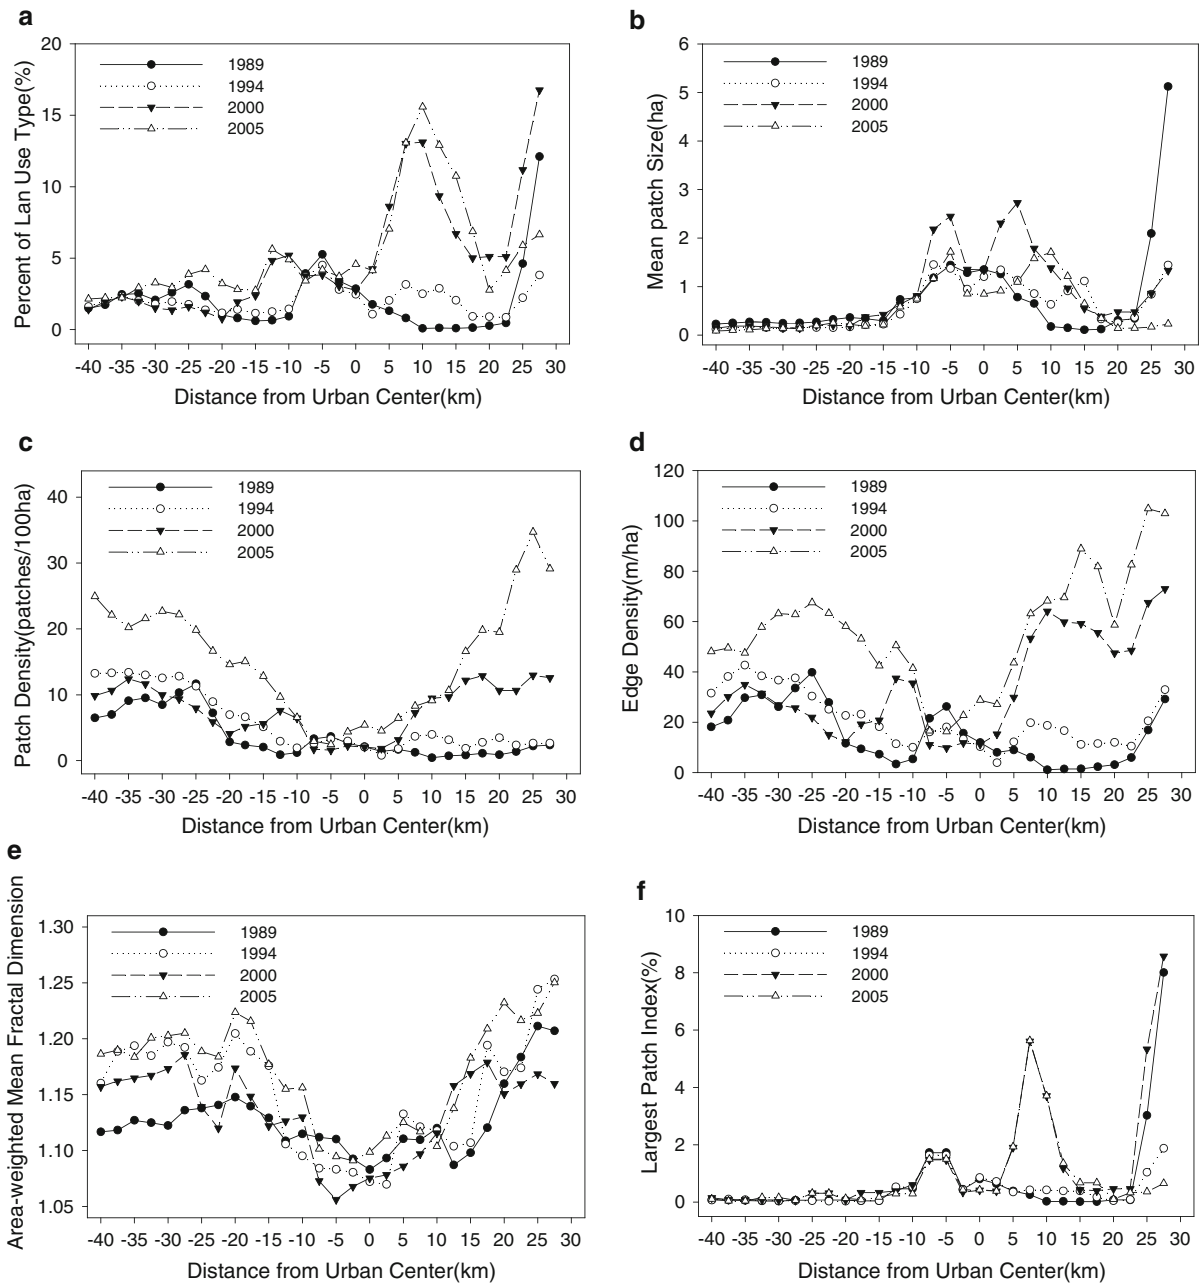 a
Percent of Lan Use Type(%)
20
15
10
5
0
1989
1994
2000
2005
-40 -35 -30 -25 -20 -15 -10 -5 0 5 10 15 20 25 30
Distance from Urban Center(km)
b
Mean patch Size(ha)
6
5
4
3
2
1
0
1989
1994
2000
2005
-40 -35 -30 -25 -20 -15 -10 -5 0 5 10 15 20 25 30
Distance from Urban Center(km)
c
Patch Density(patches/100ha)
40
30
20
10
0
1989
1994
2000
2005
-40 -35 -30 -25 -20 -15 -10 -5 0 5 10 15 20 25 30
Distance from Urban Center(km)
d
Edge Density(m/ha)
120
100
80
60
40
20
0
1989
1994
2000
2005
-40 -35 -30 -25 -20 -15 -10 -5 0 5 10 15 20 25 30
Distance from Urban Center(km)
e
Area-weighted Mean Fractal Dimension
1.30
1.25
1.20
1.15
1.10
1.05
1989
1994
2000
2005
-40 -35 -30 -25 -20 -15 -10 -5 0 5 10 15 20 25 30
Distance from Urban Center(km)
f
Largest Patch Index(%)
10
8
6
4
2
0
1989
1994
2000
2005
-40 -35 -30 -25 -20 -15 -10 -5 0 5 10 15 20 25 30
Distance from Urban Center(km)